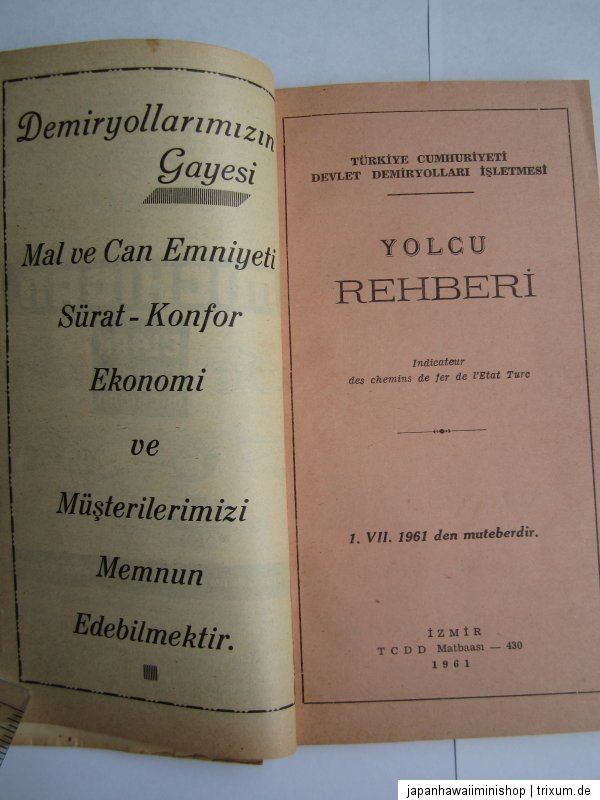 Demiryollarımızın
Gayesi
Mal ve Can Emniyeti
Sürat - Konfor
Ekonomi
ve
Müşterilerimizi
Memnun
Edebilmektir.
TÜRKİYE CUMHURİYETİ
DEVLET DEMİRYOLLARI İŞLETMESİ
YOLCU
REHBERİ
Indicateur
des chemins de fer de l'Etat Turc
1. VII. 1961 den muteberdir.
İZMİR
TCDD Matbaası — 430
1961
japanhawaiiminishop | trixum.de